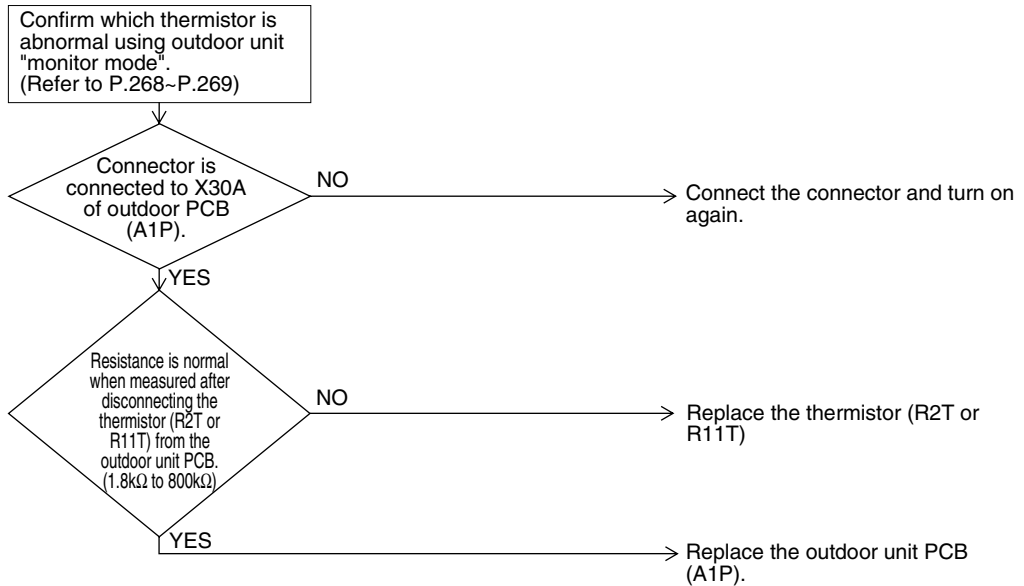 Confirm which thermistor is
abnormal using outdoor unit
"monitor mode".
(Refer to P.268~P.269)
Connector is
connected to X30A
of outdoor PCB
(A1P).
NO
Connect the connector and turn on
again.
YES
Resistance is normal
when measured after
disconnecting the
thermistor (R2T or
R11T) from the
outdoor unit PCB.
(1.8kΩ to 800kΩ)
NO
Replace the thermistor (R2T or
R11T)
YES
Replace the outdoor unit PCB
(A1P).